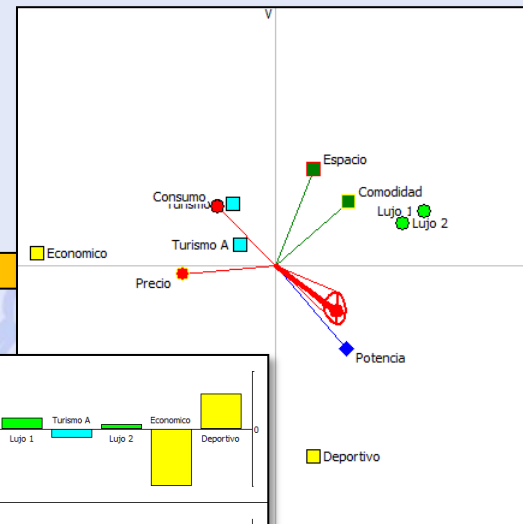 V
Espacio
Consumo
Comodidad
Lujo 1
Lujo 2
Turismo A
Economico
Precio
Potencia
Turismo A
Economico
Lujo 1
Lujo 2
Deportivo
0
Deportivo